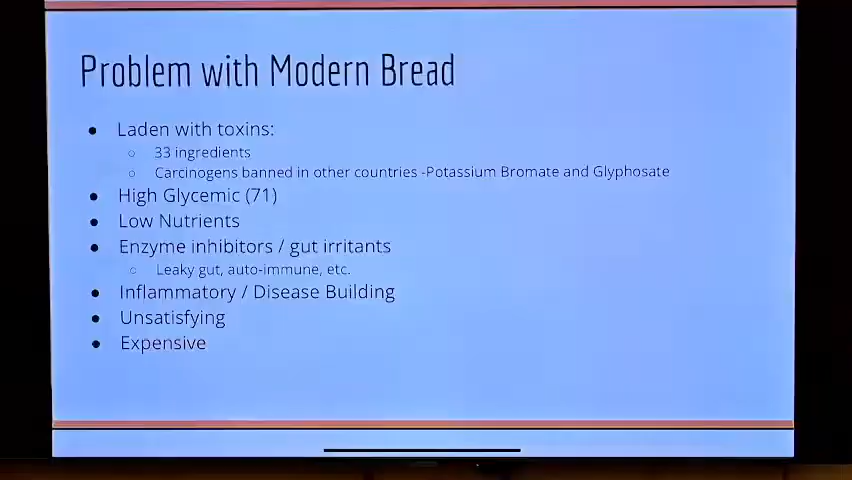 Problem with Modern Bread
● Laden with toxins:
○ 33 ingredients
○ Carcinogens banned in other countries -Potassium Bromate and Glyphosate
● High Glycemic (71)
● Low Nutrients
● Enzyme inhibitors / gut irritants
○ Leaky gut, auto-immune, etc.
● Inflammatory / Disease Building
● Unsatisfying
● Expensive